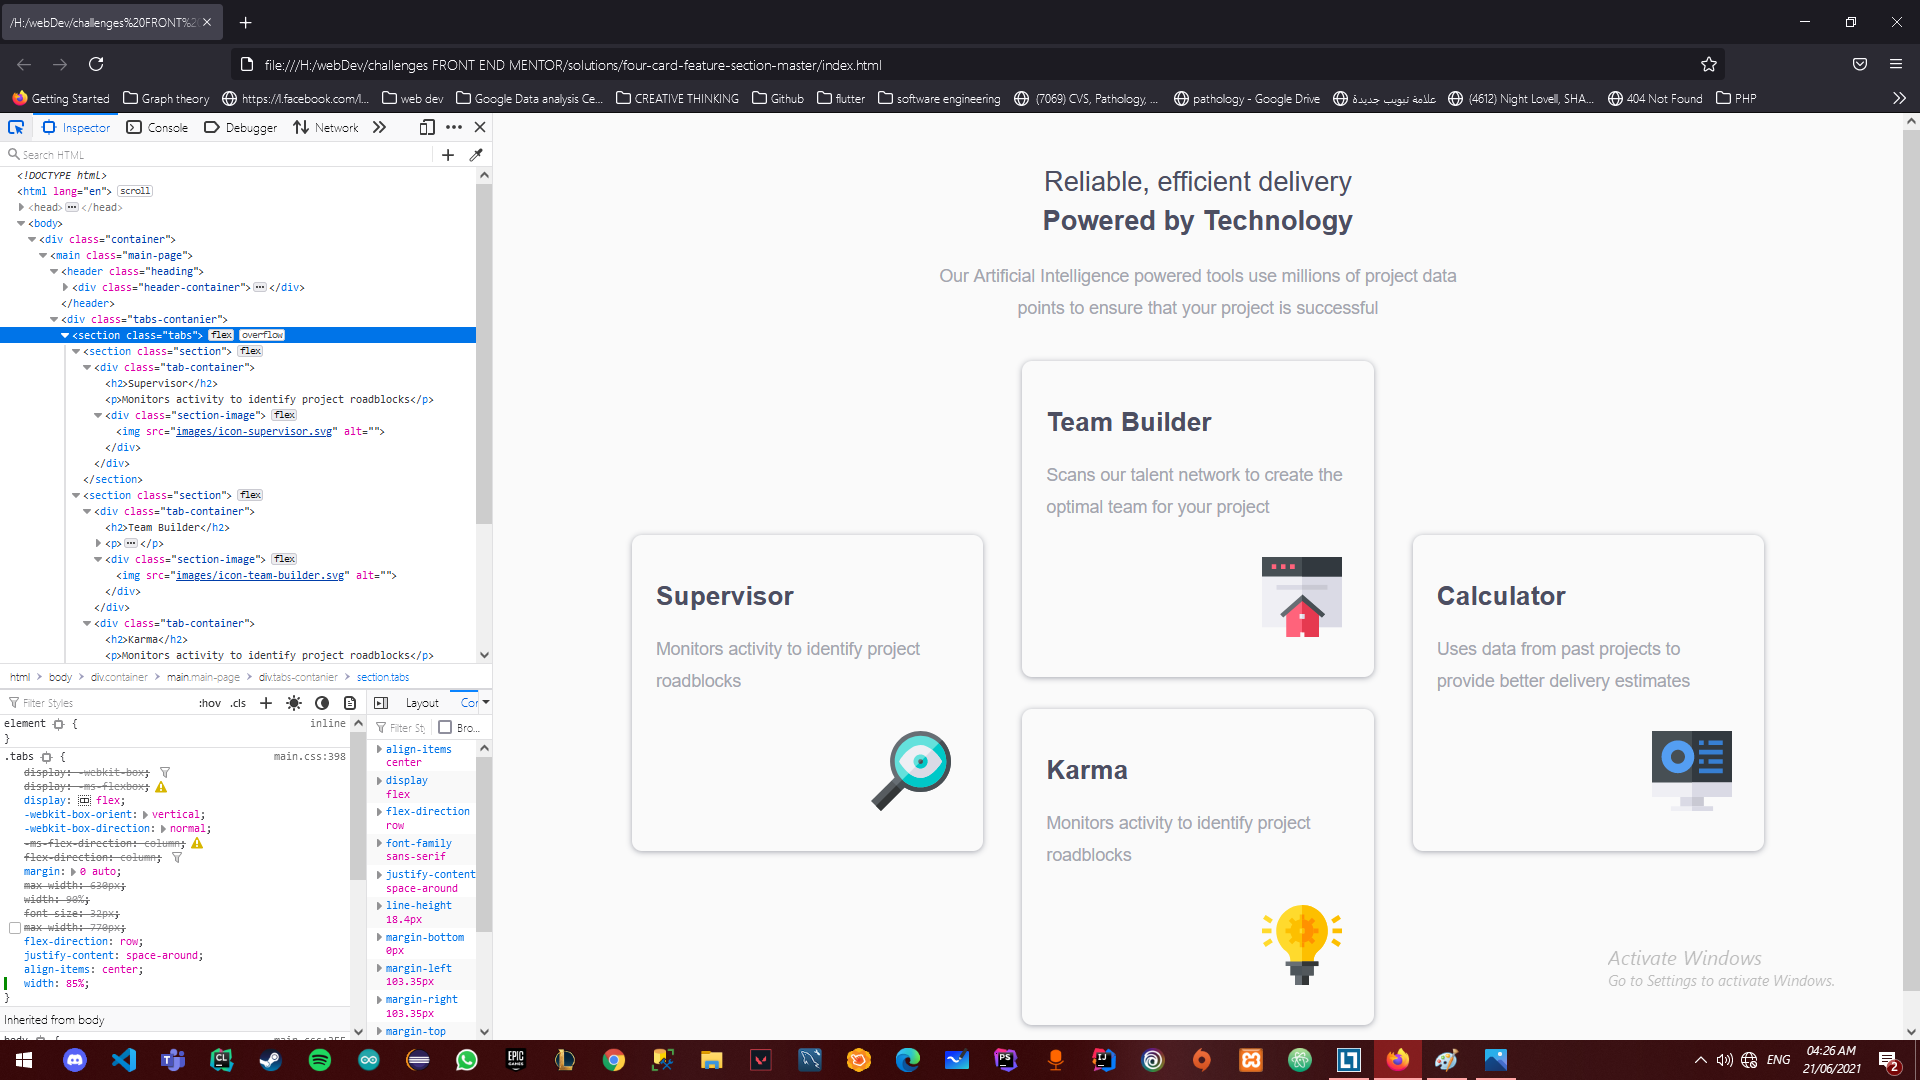 /H:/webDev/challenges%20FRONT%20
file:///H:/webDev/challenges FRONT END MENTOR/solutions/four-card-feature-section-master/index.html
Getting Started
Graph theory
https://l.facebook.com/l...
web dev
Google Data analysis Ce...
CREATIVE THINKING
Github
flutter
software engineering
(7069) CVS, Pathology, ...
pathology - Google Drive
علامة تبويب جديدة
(4612) Night Lovell, SHA...
404 Not Found
PHP
Inspector
Console
Debugger
Network
Search HTML
<!DOCTYPE html>
<html lang="en"> scroll
<head> ... </head>
<body>
<div class="container">
<main class="main-page">
<header class="heading">
<div class="header-container"> ... </div>
</header>
<div class="tabs-contanier">
<section class="tabs"> flex overflow
<section class="section"> flex
<div class="tab-container">
<h2>Supervisor</h2>
<p>Monitors activity to identify project roadblocks</p>
<div class="section-image"> flex
<img src="images/icon-supervisor.svg" alt="">
</div>
</div>
</section>
<section class="section"> flex
<div class="tab-container">
<h2>Team Builder</h2>
<p> ... </p>
<div class="section-image"> flex
<img src="images/icon-team-builder.svg" alt="">
</div>
</div>
<div class="tab-container">
<h2>Karma</h2>
<p>Monitors activity to identify project roadblocks</p>
html > body > div.container > main.main-page > div.tabs-contanier > section.tabs
Filter Styles
:hov .cls
element {
inline
}
.tabs {
main.css:398
display: -webkit-box;
display: -ms-flexbox;
display: flex;
-webkit-box-orient: vertical;
-webkit-box-direction: normal;
-ms-flex-direction: column;
flex-direction: column;
margin: 0 auto;
max-width: 630px;
width: 90%;
font-size: 32px;
max-width: 770px;
flex-direction: row;
justify-content: space-around;
align-items: center;
width: 85%;
}
Inherited from body
Layout
Filter St
Bro...
align-items
center
display
flex
flex-direction
row
font-family
sans-serif
justify-content
space-around
line-height
18.4px
margin-bottom
0px
margin-left
103.35px
margin-right
103.35px
margin-top
Reliable, efficient delivery
Powered by Technology
Our Artificial Intelligence powered tools use millions of project data
points to ensure that your project is successful
Supervisor
Monitors activity to identify project
roadblocks
Team Builder
Scans our talent network to create the
optimal team for your project
Karma
Monitors activity to identify project
roadblocks
Calculator
Uses data from past projects to
provide better delivery estimates
Activate Windows
Go to Settings to activate Windows.
ENG
04:26 AM
21/06/2021
2